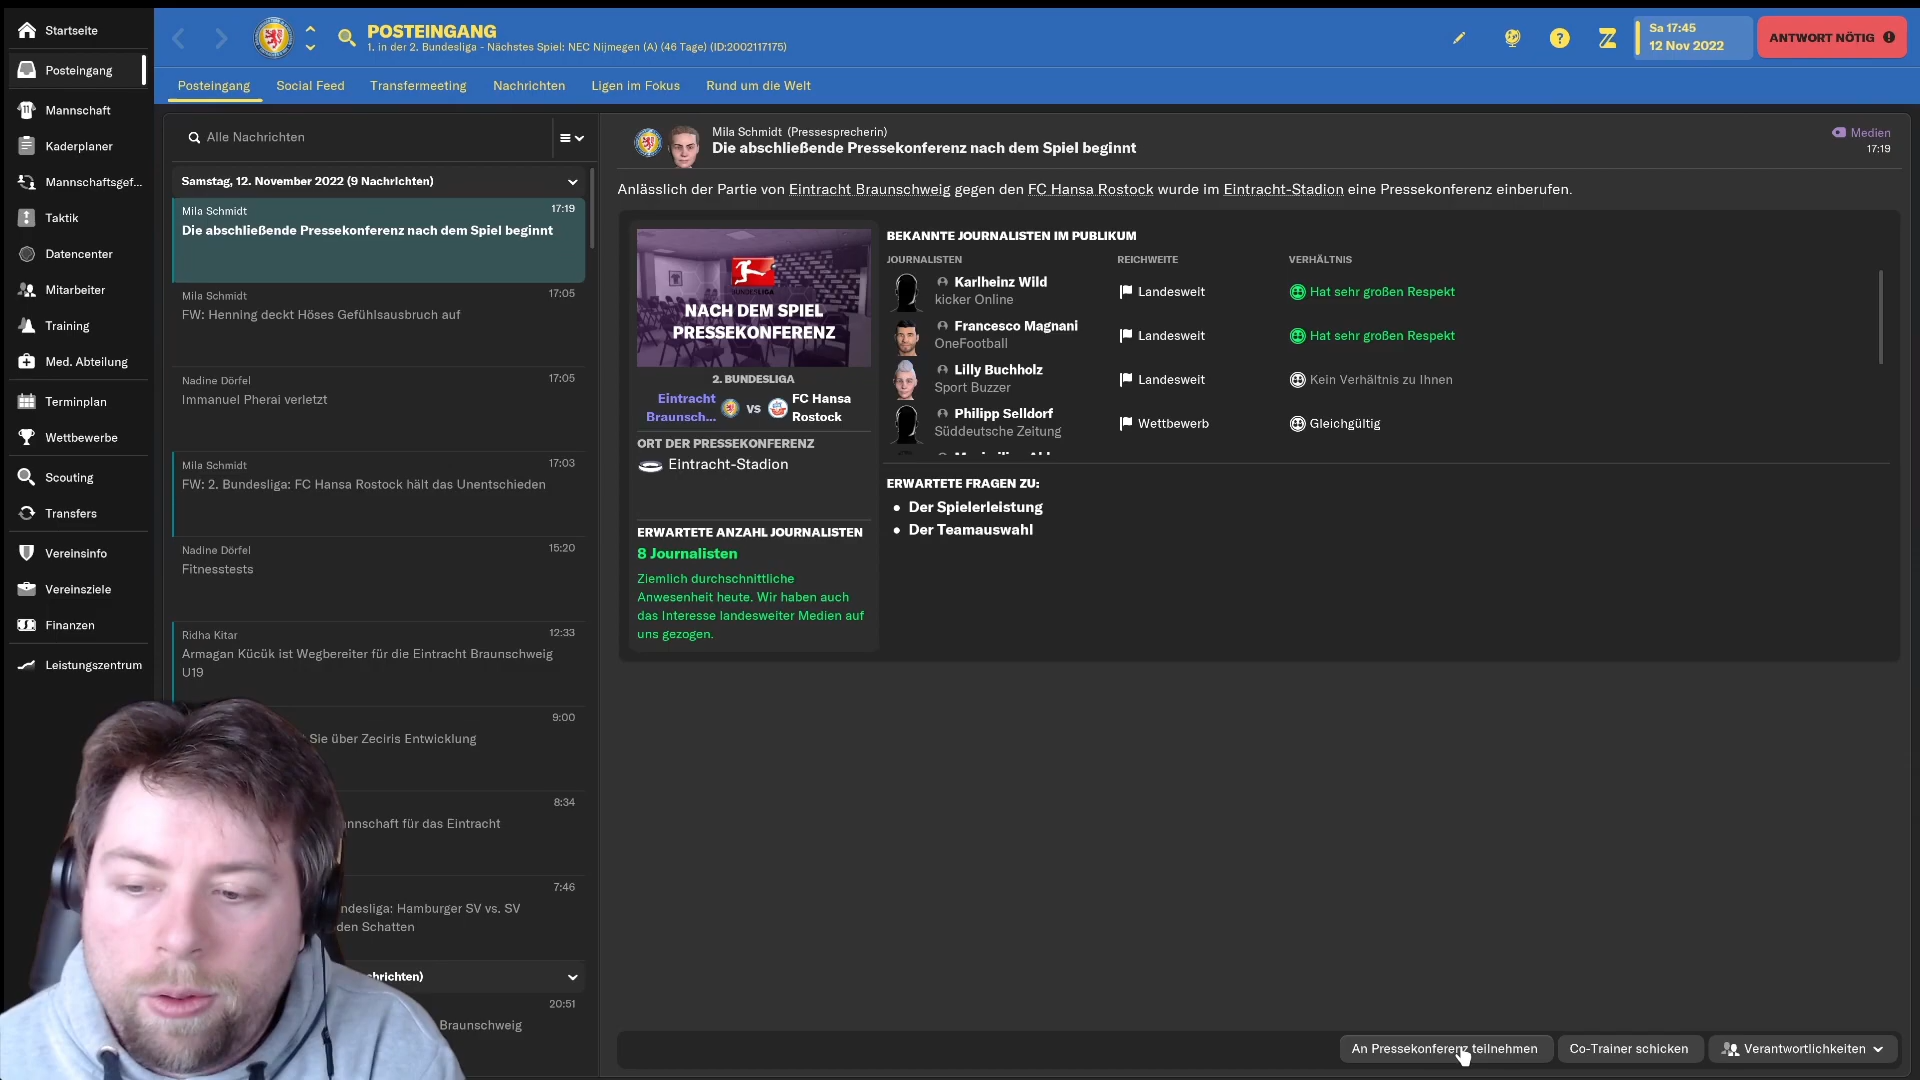 Startseite
Posteingang
Mannschaft
Kaderplaner
Mannschaftsgef...
Taktik
Datencenter
Mitarbeiter
Training
Med. Abteilung
Terminplan
Wettbewerbe
Scouting
Transfers
Vereinsinfo
Vereinsziele
Finanzen
Leistungszentrum
POSTEINGANG
1. in der 2. Bundesliga - Nächstes Spiel: NEC Nijmegen (A) (46 Tage) (ID:2002117175)
Sa 17:45
12 Nov 2022
ANTWORT NÖTIG
Posteingang
Social Feed
Transfermeeting
Nachrichten
Ligen im Fokus
Rund um die Welt
Alle Nachrichten
Samstag, 12. November 2022 (9 Nachrichten)
Mila Schmidt 17:19
Die abschließende Pressekonferenz nach dem Spiel beginnt
Mila Schmidt 17:05
FW: Henning deckt Höses Gefühlsausbruch auf
Nadine Dörfel 17:05
Immanuel Pherai verletzt
Mila Schmidt 17:03
FW: 2. Bundesliga: FC Hansa Rostock hält das Unentschieden
Nadine Dörfel 15:20
Fitnesstests
Ridha Kitar 12:33
Armagan Kücük ist Wegbereiter für die Eintracht Braunschweig
U19
9:00
Sie über Zeciris Entwicklung
8:34
nnschaft für das Eintracht
7:46
ndesliga: Hamburger SV vs. SV
den Schatten
hrichten)
20:51
Braunschweig
Mila Schmidt (Pressesprecherin)
Die abschließende Pressekonferenz nach dem Spiel beginnt
Medien
17:19
Anlässlich der Partie von Eintracht Braunschweig gegen den FC Hansa Rostock wurde im Eintracht-Stadion eine Pressekonferenz einberufen.
BUNDESLIGA
NACH DEM SPIEL
PRESSEKONFERENZ
2. BUNDESLIGA
Eintracht
Braunsch...
vs
FC Hansa
Rostock
ORT DER PRESSEKONFERENZ
Eintracht-Stadion
ERWARTETE ANZAHL JOURNALISTEN
8 Journalisten
Ziemlich durchschnittliche
Anwesenheit heute. Wir haben auch
das Interesse landesweiter Medien auf
uns gezogen.
BEKANNTE JOURNALISTEN IM PUBLIKUM
JOURNALISTEN REICHWEITE VERHÄLTNIS
Karlheinz Wild
kicker Online
Landesweit
Hat sehr großen Respekt
Francesco Magnani
OneFootball
Landesweit
Hat sehr großen Respekt
Lilly Buchholz
Sport Buzzer
Landesweit
Kein Verhältnis zu Ihnen
Philipp Selldorf
Süddeutsche Zeitung
Wettbewerb
Gleichgültig
ERWARTETE FRAGEN ZU:
• Der Spielerleistung
• Der Teamauswahl
An Pressekonferenz teilnehmen
Co-Trainer schicken
Verantwortlichkeiten